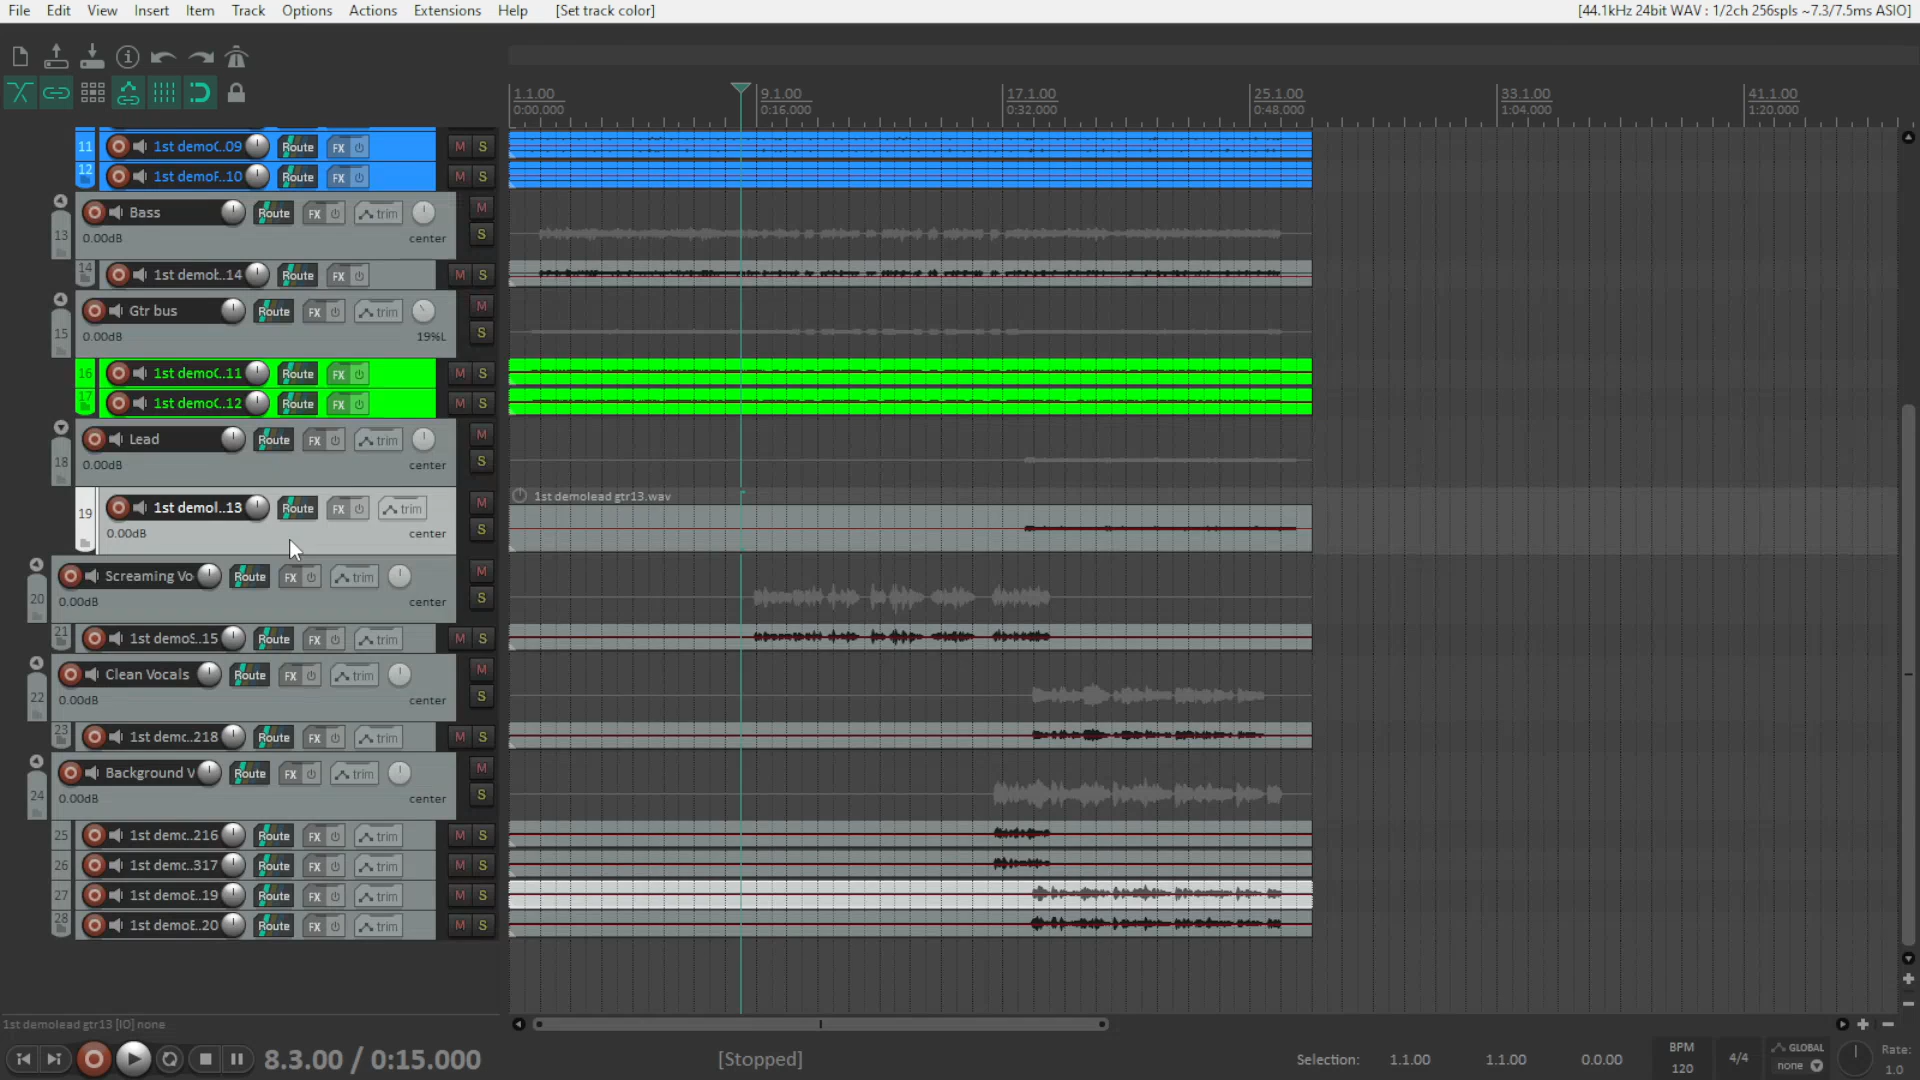 File Edit View Insert Item Track Options Actions Extensions Help [Set track color] [44.1kHz 24bit WAV : 1/2ch 256spls ~7.3/7.5ms ASIO]
1.1.00 9.1.00 17.1.00 25.1.00 33.1.00 41.1.00
0:00.000 0:16.000 0:32.000 0:48.000 1:04.000 1:20.000
11 1st demoC..09 Route FX M S
12 1st demoF..10 Route FX M S
Bass Route FX trim M
13 0.00dB center S
14 1st demob..14 Route FX M S
Gtr bus Route FX trim M
15 0.00dB 19%L S
16 1st demoC..11 Route FX M S
17 1st demoC..12 Route FX M S
Lead Route FX trim M
18 0.00dB center S
1st demolead gtr13.wav
19 1st demol..13 Route FX trim M
0.00dB center S
Screaming Vo Route FX trim M
20 0.00dB center S
21 1st demoS..15 Route FX trim M S
Clean Vocals Route FX trim M
22 0.00dB center S
23 1st demc..218 Route FX trim M S
Background V Route FX trim M
24 0.00dB center S
25 1st demc..216 Route FX trim M S
26 1st demc..317 Route FX trim M S
27 1st demoE..19 Route FX trim M S
28 1st demoE..20 Route FX trim M S
1st demolead gtr13 [IO] none
8.3.00 / 0:15.000 [Stopped] Selection: 1.1.00 1.1.00 0.0.00 BPM 120 4/4 GLOBAL none Rate: 1.0